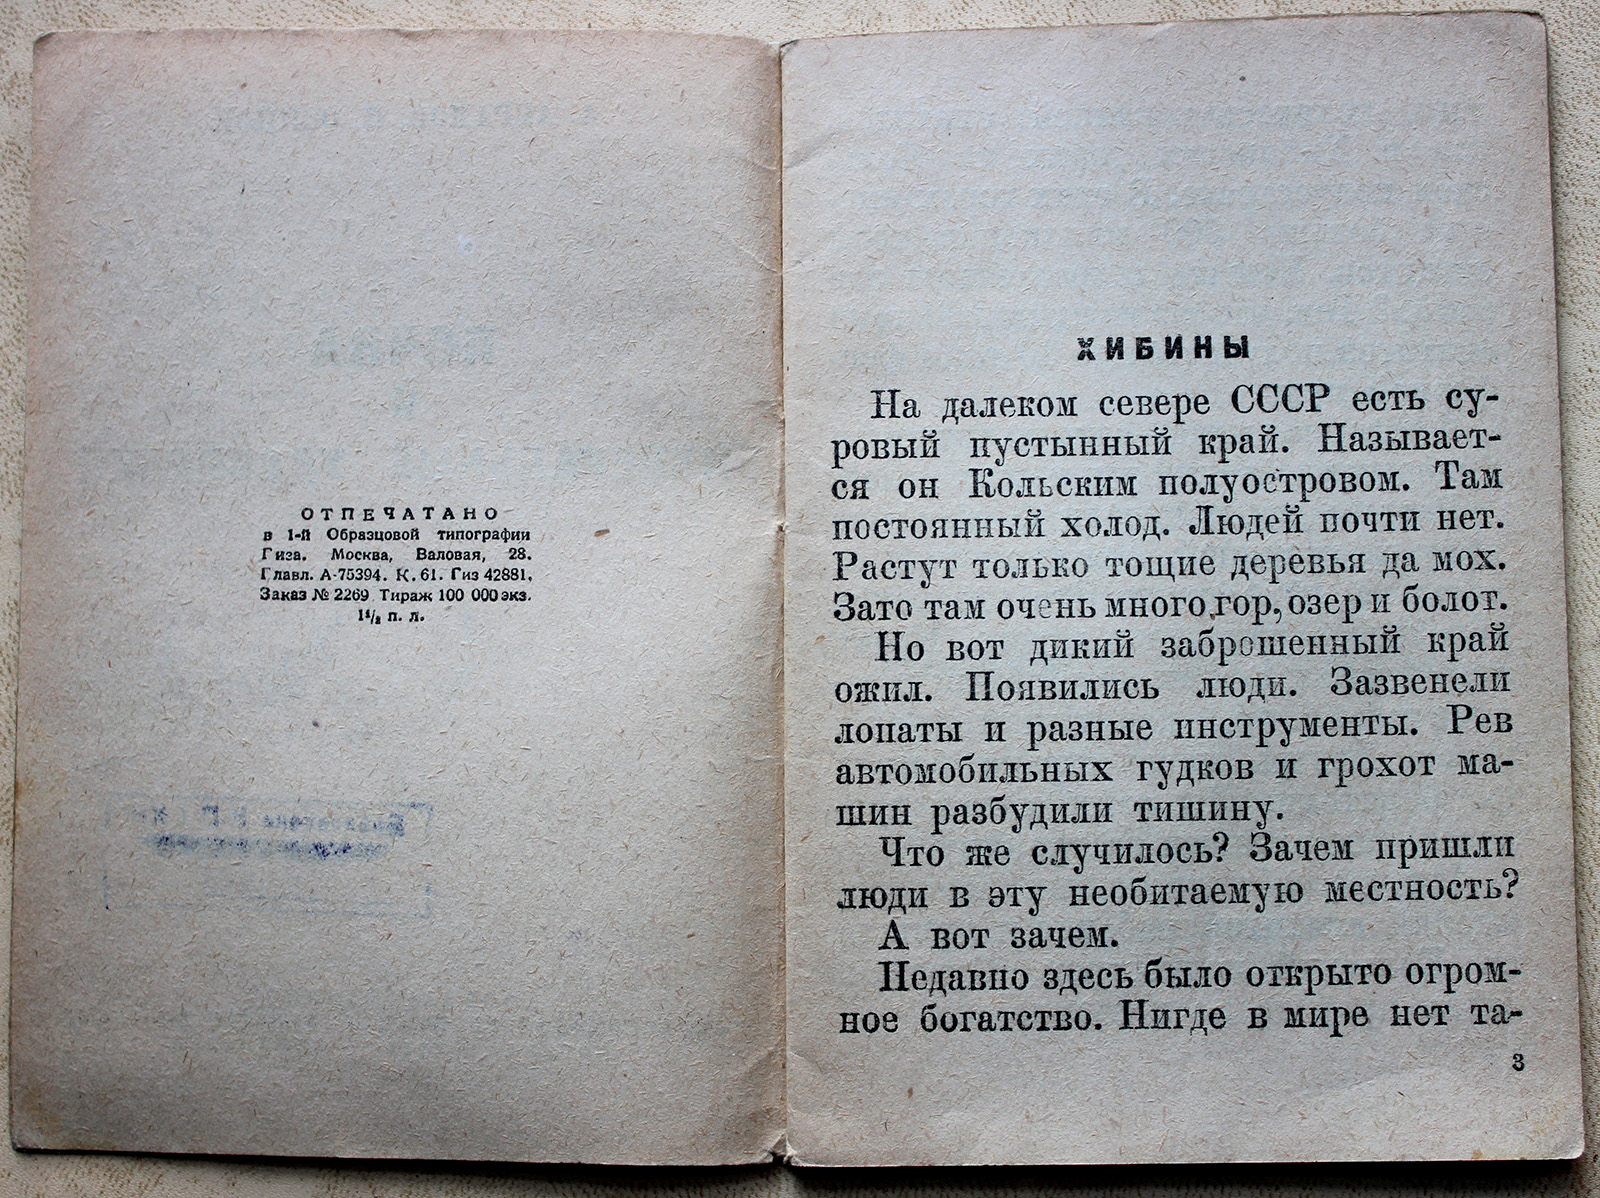 ОТПЕЧАТАНО
в 1-й Образцовой типографии
Гиза. Москва, Валовая, 28.
Главл. А-75394. К. 61. Гиз 42881.
Заказ № 2269. Тираж 100 000 экз.
п. л.
ХИБИНЫ
На далеком севере СССР есть су-
ровый пустынный край. Называет-
ся он Кольским полуостровом. Там
постоянный холод. Людей почти нет.
Растут только тощие деревья да мох.
Зато там очень много гор, озер и болот.
Но вот дикий заброшенный край
ожил. Появились люди. Зазвенели
лопаты и разные инструменты. Рев
автомобильных гудков и грохот ма-
шин разбудили тишину.
Что же случилось? Зачем пришли
люди в эту необитаемую местность?
А вот зачем.
Недавно здесь было открыто огром-
ное богатство. Нигде в мире нет та-
3